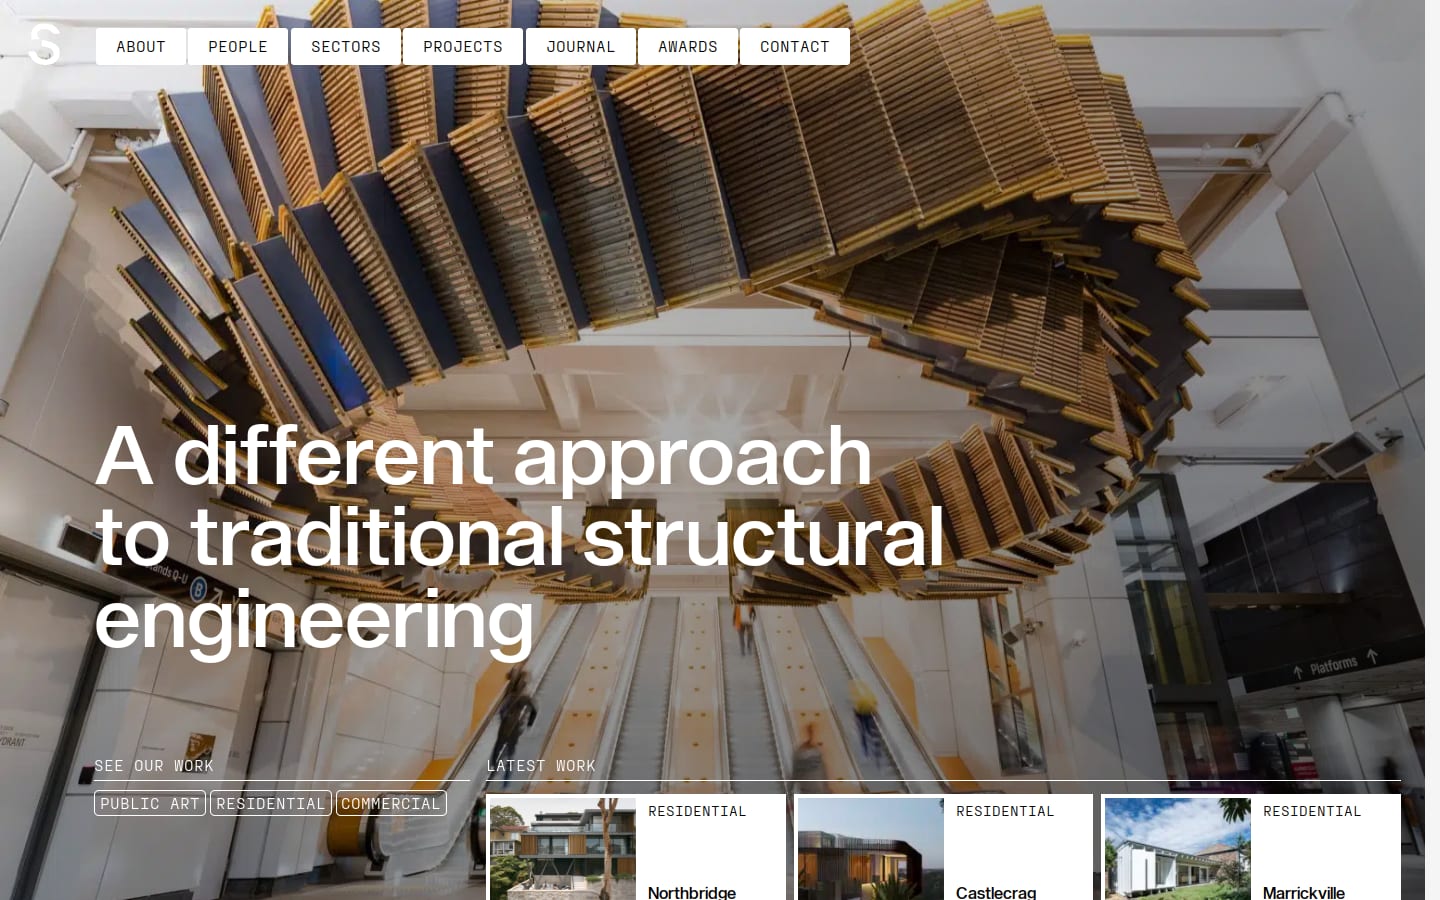 S
ABOUT
PEOPLE
SECTORS
PROJECTS
JOURNAL
AWARDS
CONTACT
A different approach
to traditional structural
engineering
Q-U
B
Platforms
SEE OUR WORK
PUBLIC ART
RESIDENTIAL
COMMERCIAL
LATEST WORK
RESIDENTIAL
Northbridge
RESIDENTIAL
Castlecrag
RESIDENTIAL
Marrickville